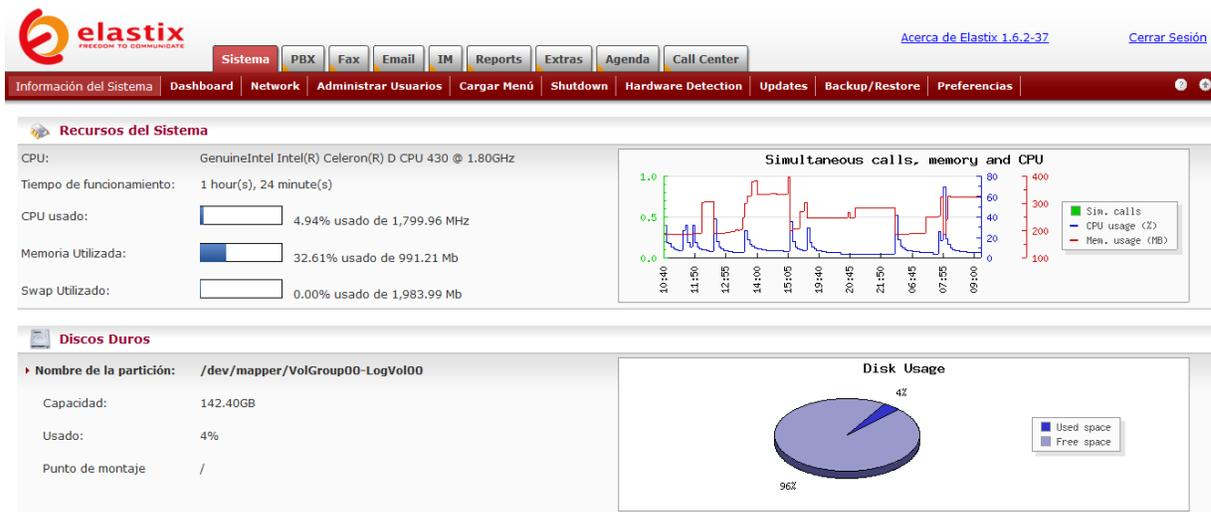 elastix
FREEDOM TO COMMUNICATE
Acerca de Elastix 1.6.2-37
Cerrar Sesión
Sistema PBX Fax Email IM Reports Extras Agenda Call Center
Información del Sistema Dashboard Network Administrar Usuarios Cargar Menú Shutdown Hardware Detection Updates Backup/Restore Preferencias
Recursos del Sistema
CPU: GenuineIntel Intel(R) Celeron(R) D CPU 430 @ 1.80GHz
Tiempo de funcionamiento: 1 hour(s), 24 minute(s)
CPU usado: 4.94% usado de 1,799.96 MHz
Memoria Utilizada: 32.61% usado de 991.21 Mb
Swap Utilizado: 0.00% usado de 1,983.99 Mb
Simultaneous calls, memory and CPU
1.0
0.5
0.0
80
60
40
20
0
400
300
200
100
10:40 11:50 12:55 14:00 15:05 19:40 20:45 21:50 06:45 07:55 09:00
Sim. calls
CPU usage (%)
Mem. usage (MB)
Discos Duros
Nombre de la partición: /dev/mapper/VolGroup00-LogVol00
Capacidad: 142.40GB
Usado: 4%
Punto de montaje /
Disk Usage
4%
96%
Used space
Free space